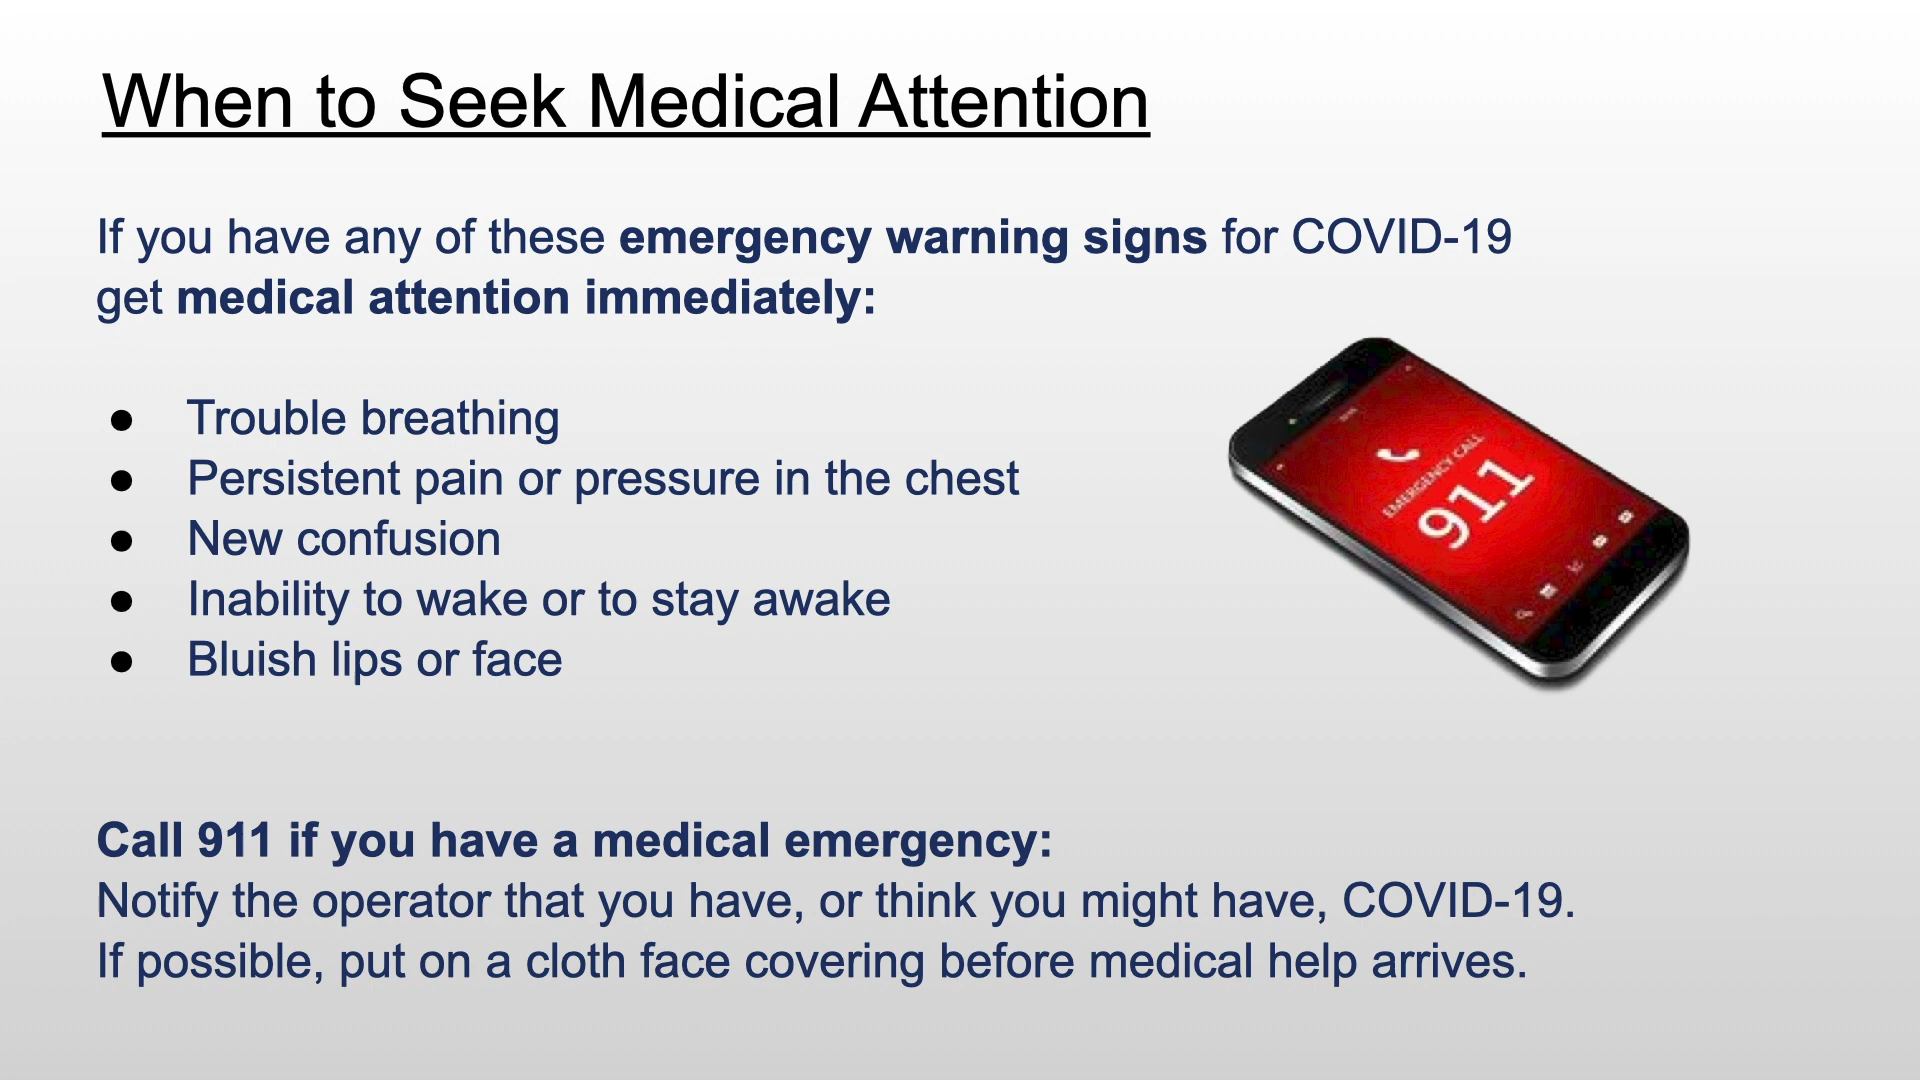 When to Seek Medical Attention
If you have any of these emergency warning signs for COVID-19
get medical attention immediately:
● Trouble breathing
● Persistent pain or pressure in the chest
● New confusion
● Inability to wake or to stay awake
● Bluish lips or face
EMERGENCY CALL
911
Call 911 if you have a medical emergency:
Notify the operator that you have, or think you might have, COVID-19.
If possible, put on a cloth face covering before medical help arrives.